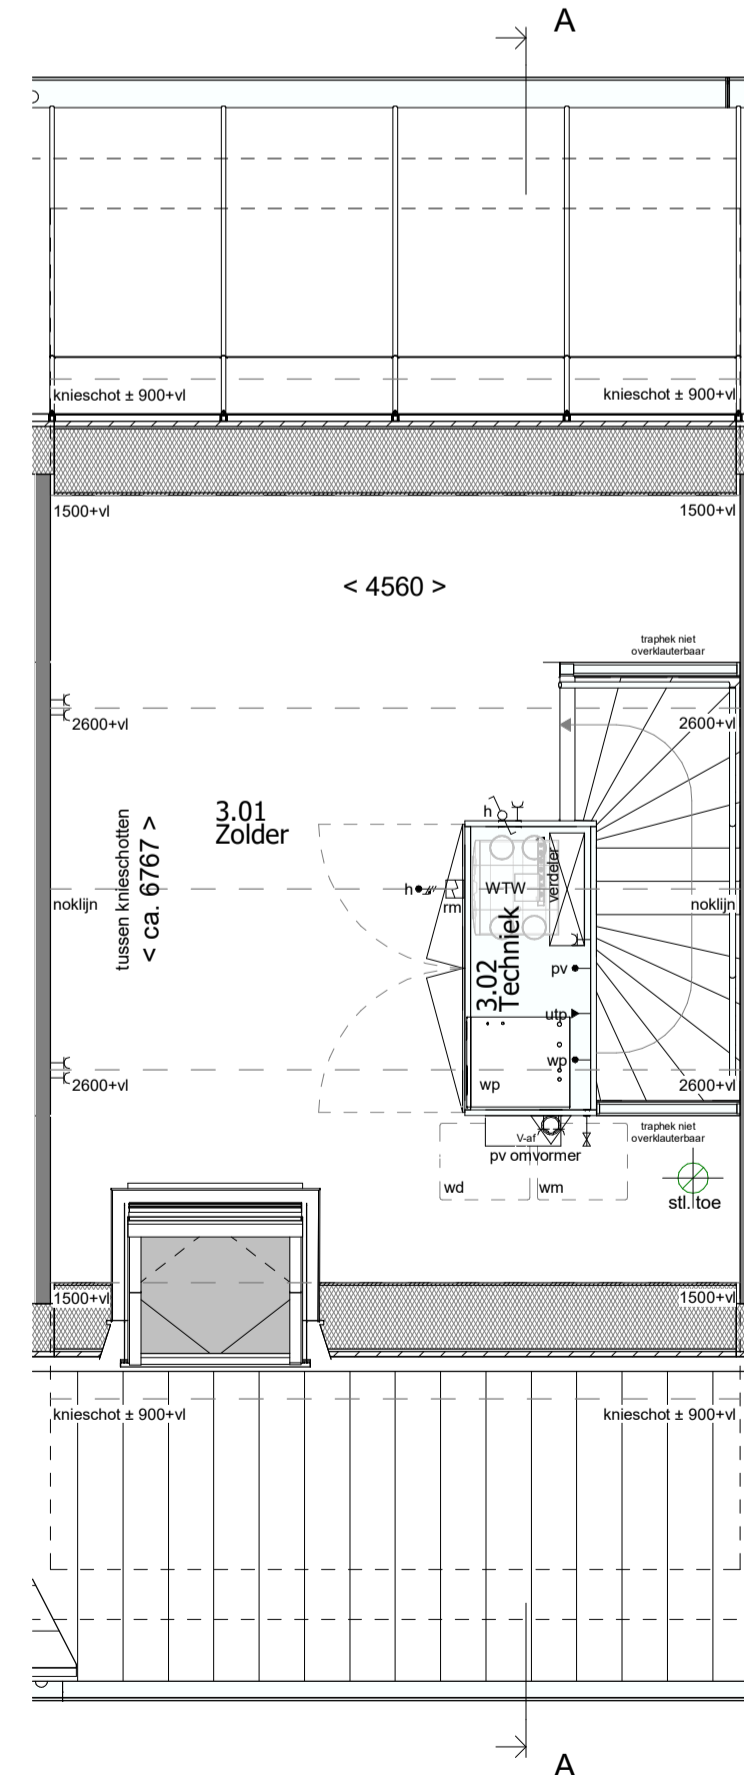 A
knieschot ± 900+vl
knieschot ± 900+vl
1500+vl
1500+vl
< 4560 >
traphek niet
overklauterbaar
2600+vl
2600+vl
3.01
Zolder
tussen knieschotten
< ca. 6767 >
h
h
rm
WTW
verdeler
noklijn
noklijn
3.02
Techniek
pv
utp
wp
wp
2600+vl
2600+vl
traphek niet
overklauterbaar
V-af
pv omvormer
wd
wm
stl. toe
1500+vl
1500+vl
knieschot ± 900+vl
knieschot ± 900+vl
A